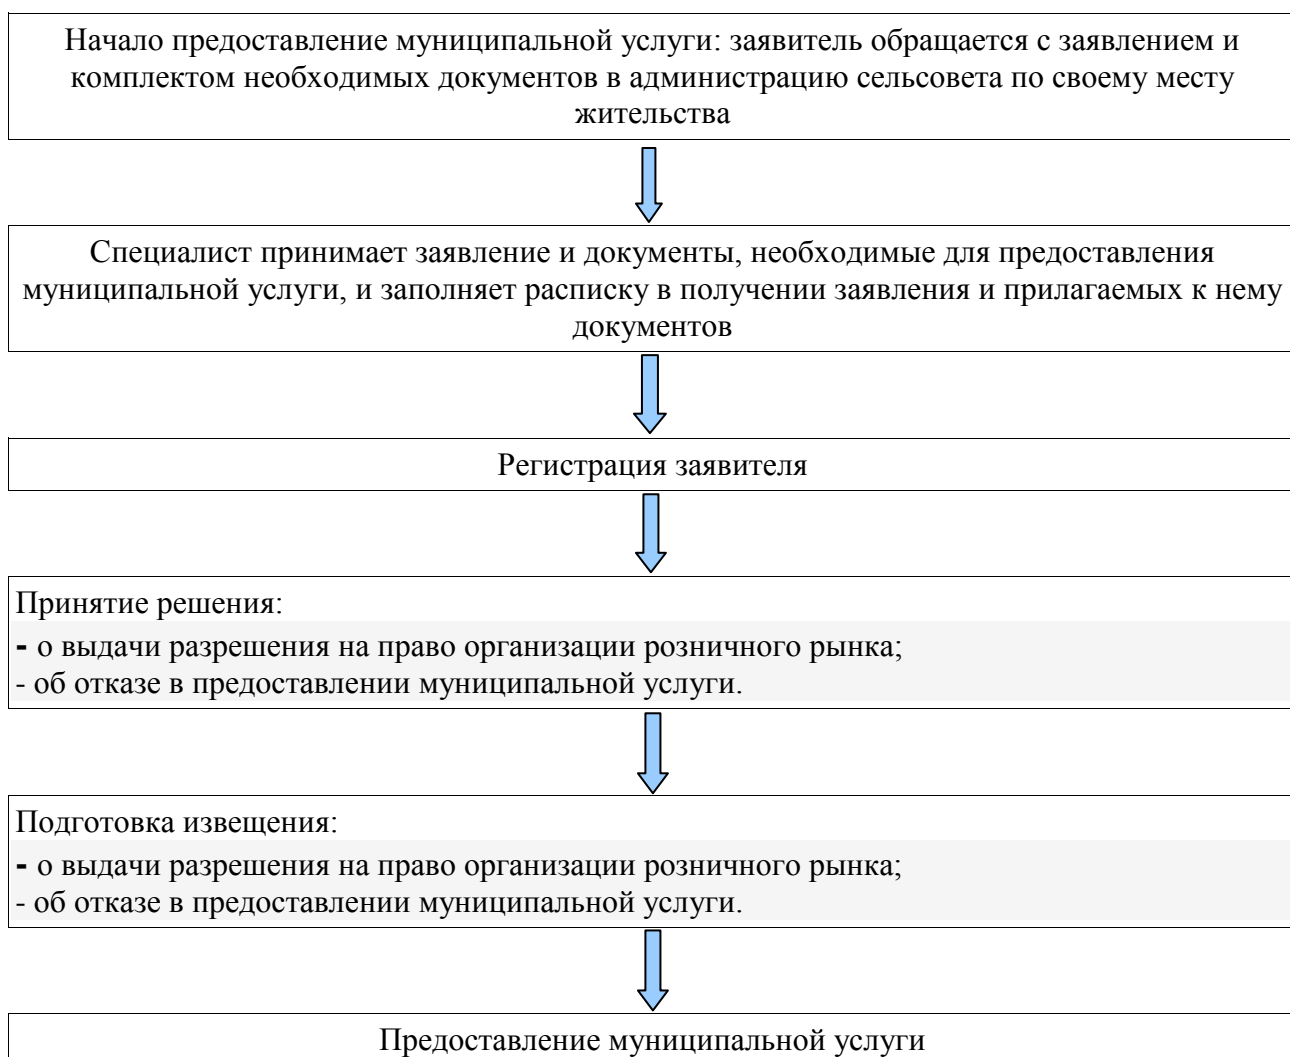 Начало предоставление муниципальной услуги: заявитель обращается с заявлением и
комплектом необходимых документов в администрацию сельсовета по своему месту
жительства
Специалист принимает заявление и документы, необходимые для предоставления
муниципальной услуги, и заполняет расписку в получении заявления и прилагаемых к нему
документов
Регистрация заявителя
Принятие решения:
- о выдачи разрешения на право организации розничного рынка;
- об отказе в предоставлении муниципальной услуги.
Подготовка извещения:
- о выдачи разрешения на право организации розничного рынка;
- об отказе в предоставлении муниципальной услуги.
Предоставление муниципальной услуги